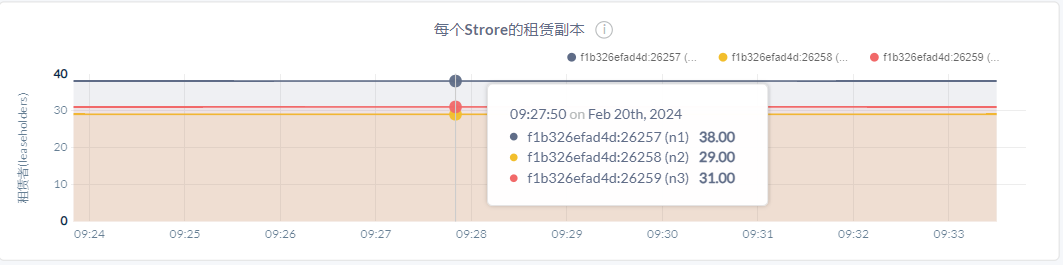 每个Strore的租赁副本
f1b326efad4d:26257 (...
f1b326efad4d:26258 (...
f1b326efad4d:26259 (...
租赁者(leaseholders)
40
30
20
10
0
09:27:50 on Feb 20th, 2024
f1b326efad4d:26257 (n1) 38.00
f1b326efad4d:26258 (n2) 29.00
f1b326efad4d:26259 (n3) 31.00
09:24 09:25 09:26 09:27 09:28 09:29 09:30 09:31 09:32 09:33